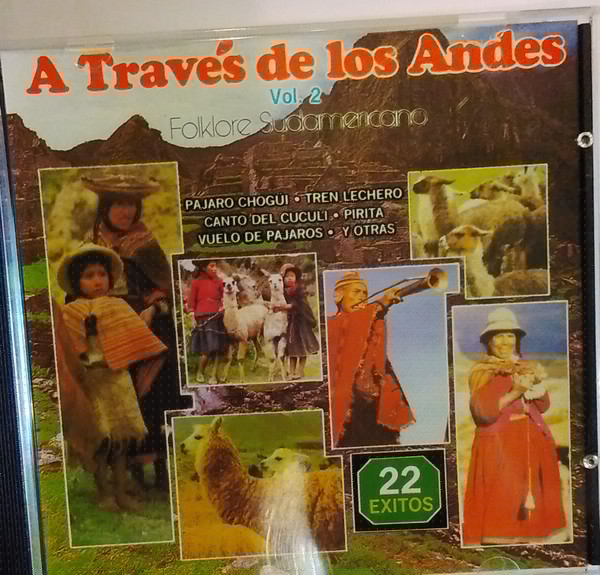 A Través de los Andes
Vol. 2
Folklore Sudamericano
PAJARO CHOGUI • TREN LECHERO
CANTO DEL CUCULI • PIRITA
VUELO DE PAJAROS • Y OTRAS
22
EXITOS